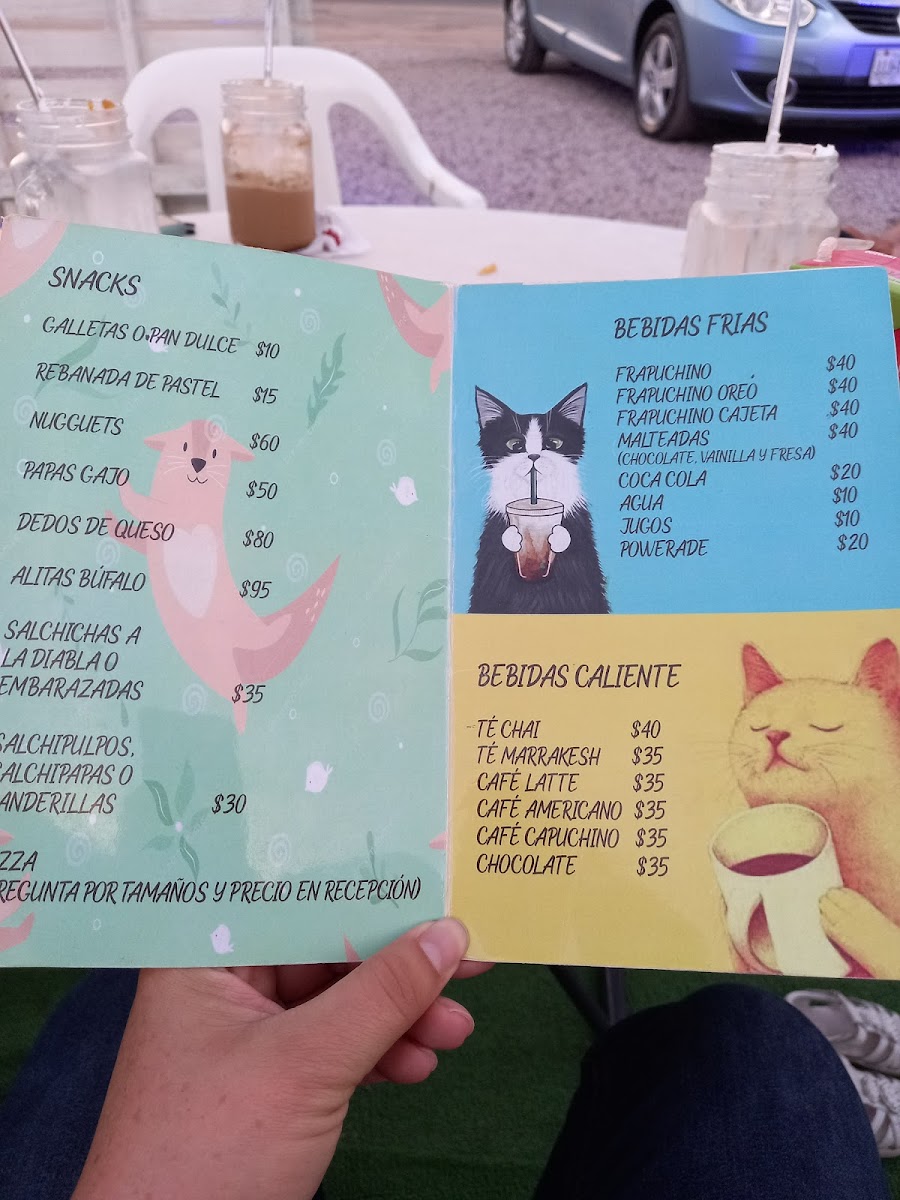 SNACKS
GALLETAS O PAN DULCE $10
REBANADA DE PASTEL $15
NUGGUETS $60
PAPAS GAJO $50
DEDOS DE QUESO $80
ALITAS BÚFALO $95
SALCHICHAS A
LA DIABLA O
EMBARAZADAS $35
SALCHIPULPOS.
ALCHIPAPAS O
ANDERILLAS $30
ZZA
REGUNTA POR TAMAÑOS Y PRECIO EN RECEPCIÓN)
BEBIDAS FRIAS
FRAPUCHINO $40
FRAPUCHINO OREÓ $40
FRAPUCHINO CAJETA $40
MALTEADAS $40
(CHOCOLATE, VAINILLA Y FRESA)
COCA COLA $20
AGUA $10
JUGOS $10
POWERADE $20
BEBIDAS CALIENTE
TÉ CHAI $40
TÉ MARRAKESH $35
CAFÉ LATTE $35
CAFÉ AMERICANO $35
CAFÉ CAPUCHINO $35
CHOCOLATE $35